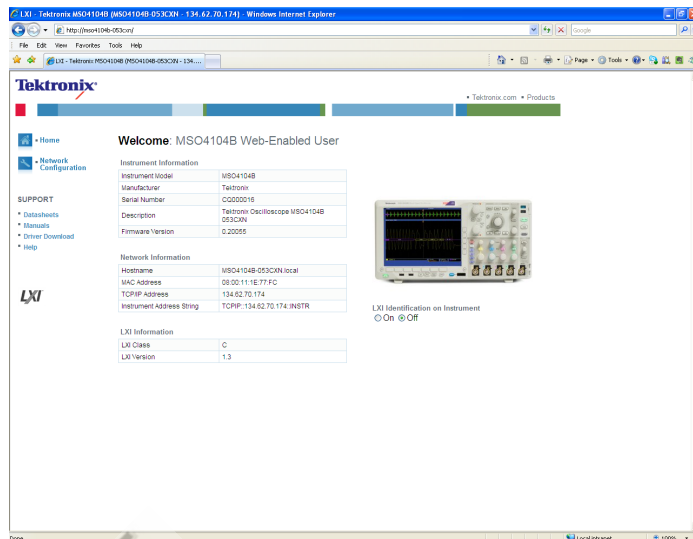 LXI - Tektronix MSO4104B (MSO4104B-053CXN - 134.62.70.174) - Windows Internet Explorer
http://mso4104b-053cxn/
Google
File Edit View Favorites Tools Help
LXI - Tektronix MSO4104B (MSO4104B-053CXN - 134....
Page
Tools
Tektronix
Tektronix.com
Products
Home
Network Configuration
SUPPORT
Datasheets
Manuals
Driver Download
Help
LXI
Welcome: MSO4104B Web-Enabled User
Instrument Information
Instrument Model MSO4104B
Manufacturer Tektronix
Serial Number CQ000016
Description Tektronix Oscilloscope MSO4104B 053CXN
Firmware Version 0.20055
Network Information
Hostname MSO4104B-053CXN.local
MAC Address 08:00:11:1E:77:FC
TCP/IP Address 134.62.70.174
Instrument Address String TCPIP::134.62.70.174::INSTR
LXI Information
LXI Class C
LXI Version 1.3
LXI Identification on Instrument
On Off
Done
Local intranet
100%